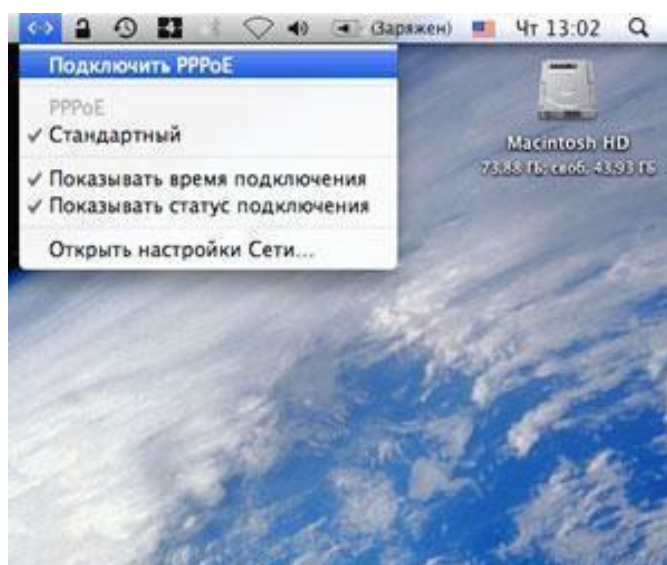 (Заряжен) Чт 13:02
Подключить PPPoE
PPPoE
✓ Стандартный
✓ Показывать время подключения
✓ Показывать статус подключения
Открыть настройки Сети...
Macintosh HD
73,88 ГБ; своб. 43,93 ГБ